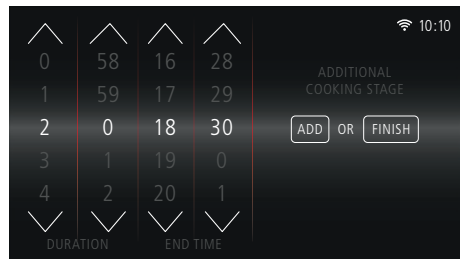 10:10
0 58 16 28
1 59 17 29
2 0 18 30
3 1 19 0
4 2 20 1
DURATION END TIME
ADDITIONAL
COOKING STAGE
ADD OR FINISH